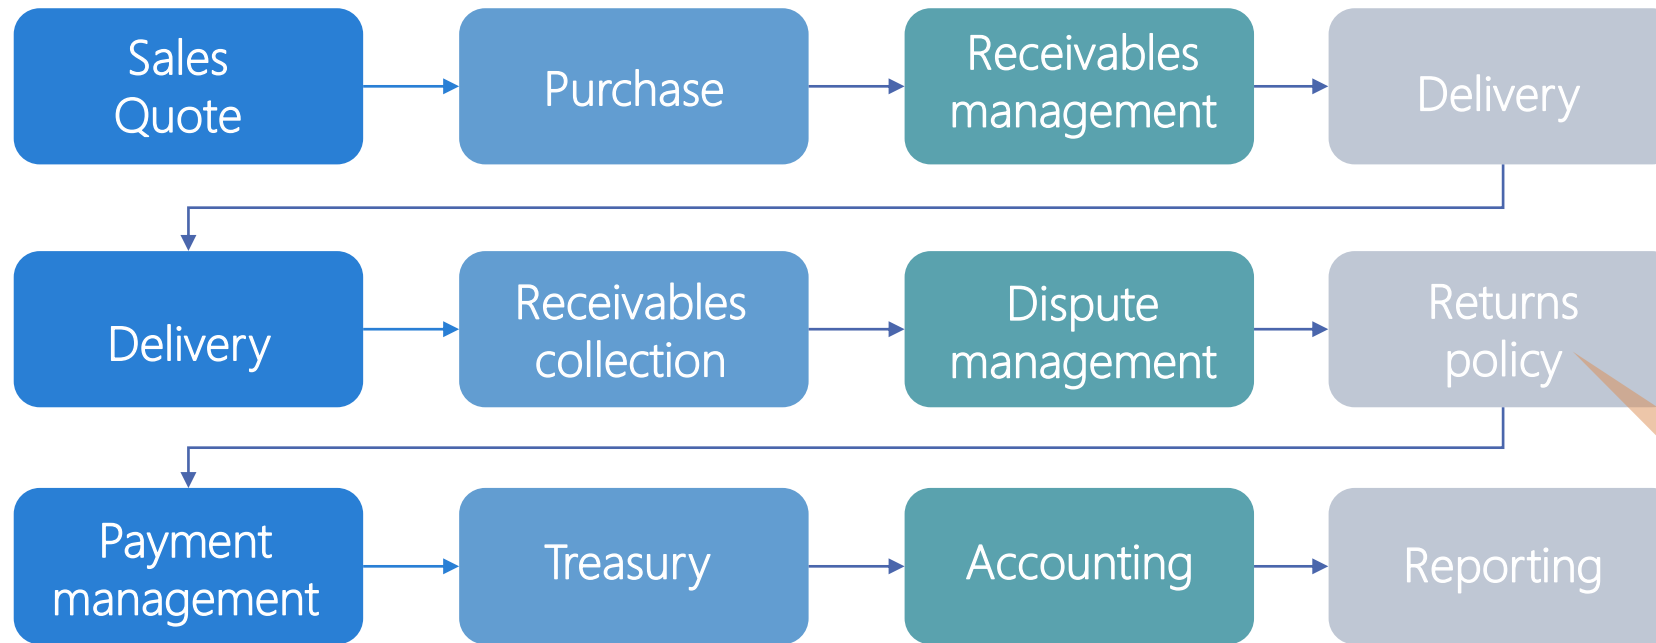 Sales
Quote
Purchase
Receivables
management
Delivery
Delivery
Receivables
collection
Dispute
management
Returns
policy
Payment
management
Treasury
Accounting
Reporting